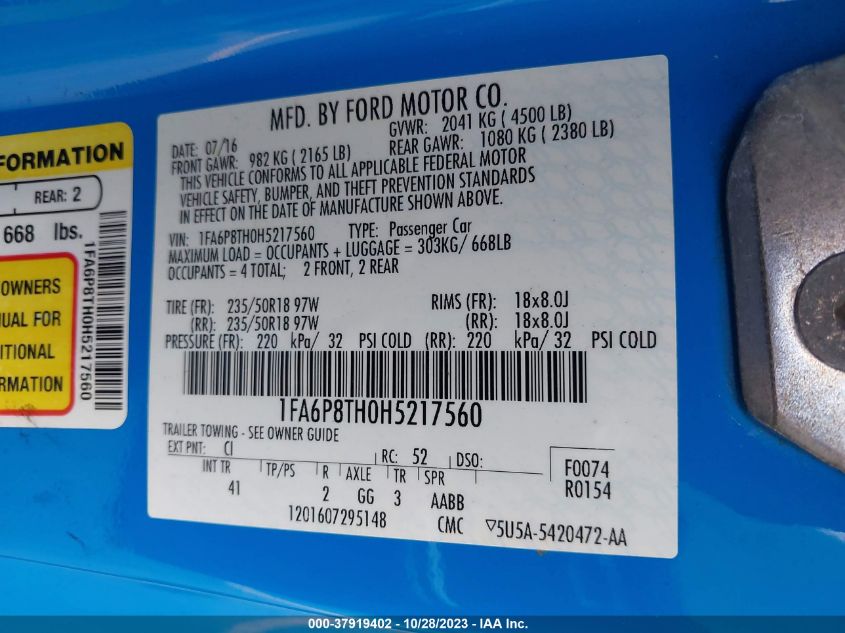 MFD. BY FORD MOTOR CO.
DATE: 07/16 GVWR: 2041 KG ( 4500 LB)
FRONT GAWR: 982 KG ( 2165 LB) REAR GAWR: 1080 KG ( 2380 LB)
THIS VEHICLE CONFORMS TO ALL APPLICABLE FEDERAL MOTOR
VEHICLE SAFETY, BUMPER, AND THEFT PREVENTION STANDARDS
IN EFFECT ON THE DATE OF MANUFACTURE SHOWN ABOVE.
VIN: 1FA6P8TH0H5217560 TYPE: Passenger Car
MAXIMUM LOAD = OCCUPANTS + LUGGAGE = 303KG/ 668LB
OCCUPANTS = 4 TOTAL; 2 FRONT, 2 REAR
TIRE (FR): 235/50R18 97W RIMS (FR): 18x8.0J
(RR): 235/50R18 97W (RR): 18x8.0J
PRESSURE (FR): 220 kPa/ 32 PSI COLD (RR): 220 kPa/ 32 PSI COLD
1FA6P8TH0H5217560
TRAILER TOWING - SEE OWNER GUIDE
EXT PNT: CI RC: 52 DSO: F0074
INT TR TP/PS R AXLE TR SPR R0154
41 2 GG 3 AABB
1201607295148 CMC ▽5U5A-5420472-AA
FORMATION
REAR: 2
668 lbs.
1FA6P8TH0H5217560
OWNERS
UAL FOR
ITIONAL
RMATION
000-37919402 - 10/28/2023 - IAA Inc.